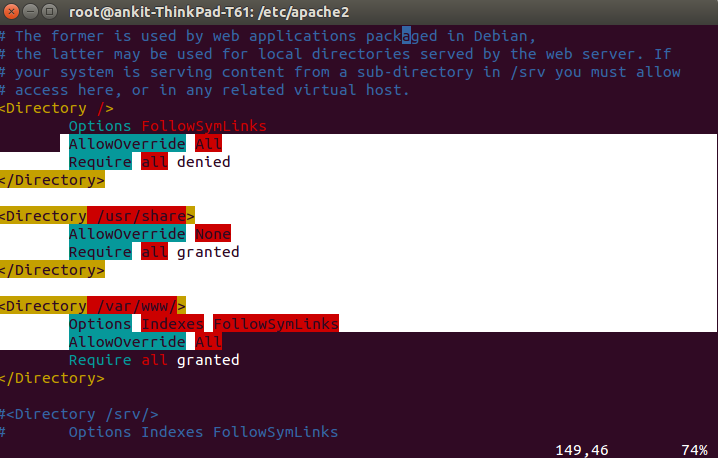 root@ankit-ThinkPad-T61: /etc/apache2
# The former is used by web applications packaged in Debian,
# the latter may be used for local directories served by the web server. If
# your system is serving content from a sub-directory in /srv you must allow
# access here, or in any related virtual host.
<Directory />
        Options FollowSymLinks
        AllowOverride All
        Require all denied
</Directory>
<Directory /usr/share>
        AllowOverride None
        Require all granted
</Directory>
<Directory /var/www/>
        Options Indexes FollowSymLinks
        AllowOverride All
        Require all granted
</Directory>
#<Directory /srv/>
#       Options Indexes FollowSymLinks
149,46        74%